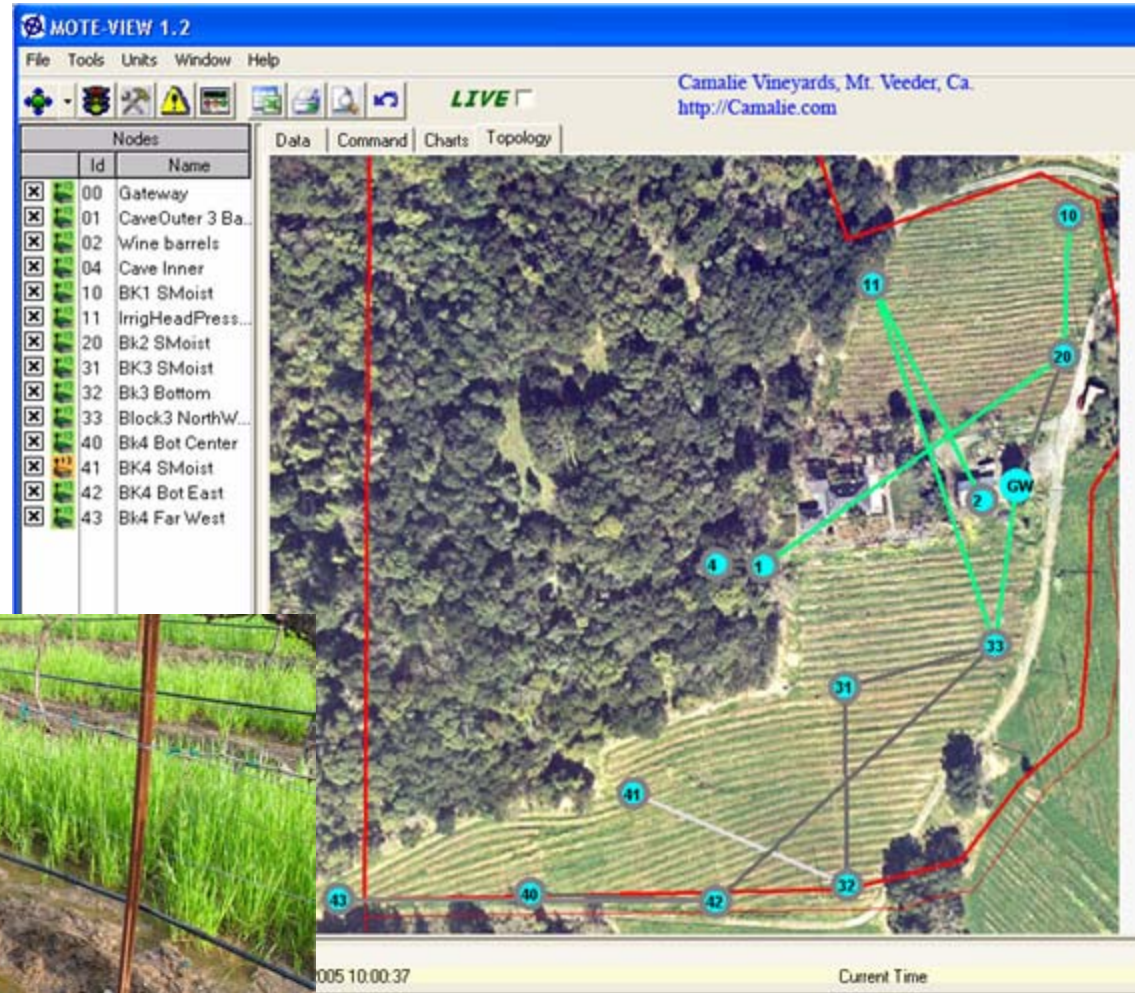 MOTE-VIEW 1.2
File Tools Units Window Help
LIVE
Camalie Vineyards, Mt. Veeder, Ca.
http://Camalie.com
Nodes
Id Name
00 Gateway
01 CaveOuter 3 Ba..
02 Wine barrels
04 Cave Inner
10 BK1 SMoist
11 IrrigHeadPress...
20 Bk2 SMoist
31 BK3 SMoist
32 Bk3 Bottom
33 Block3 NorthW...
40 Bk4 Bot Center
41 BK4 SMoist
42 BK4 Bot East
43 Bk4 Far West
Data Command Charts Topology
10
11
20
GW
2
4
1
33
31
41
32
43
40
42
005 10:00:37
Current Time